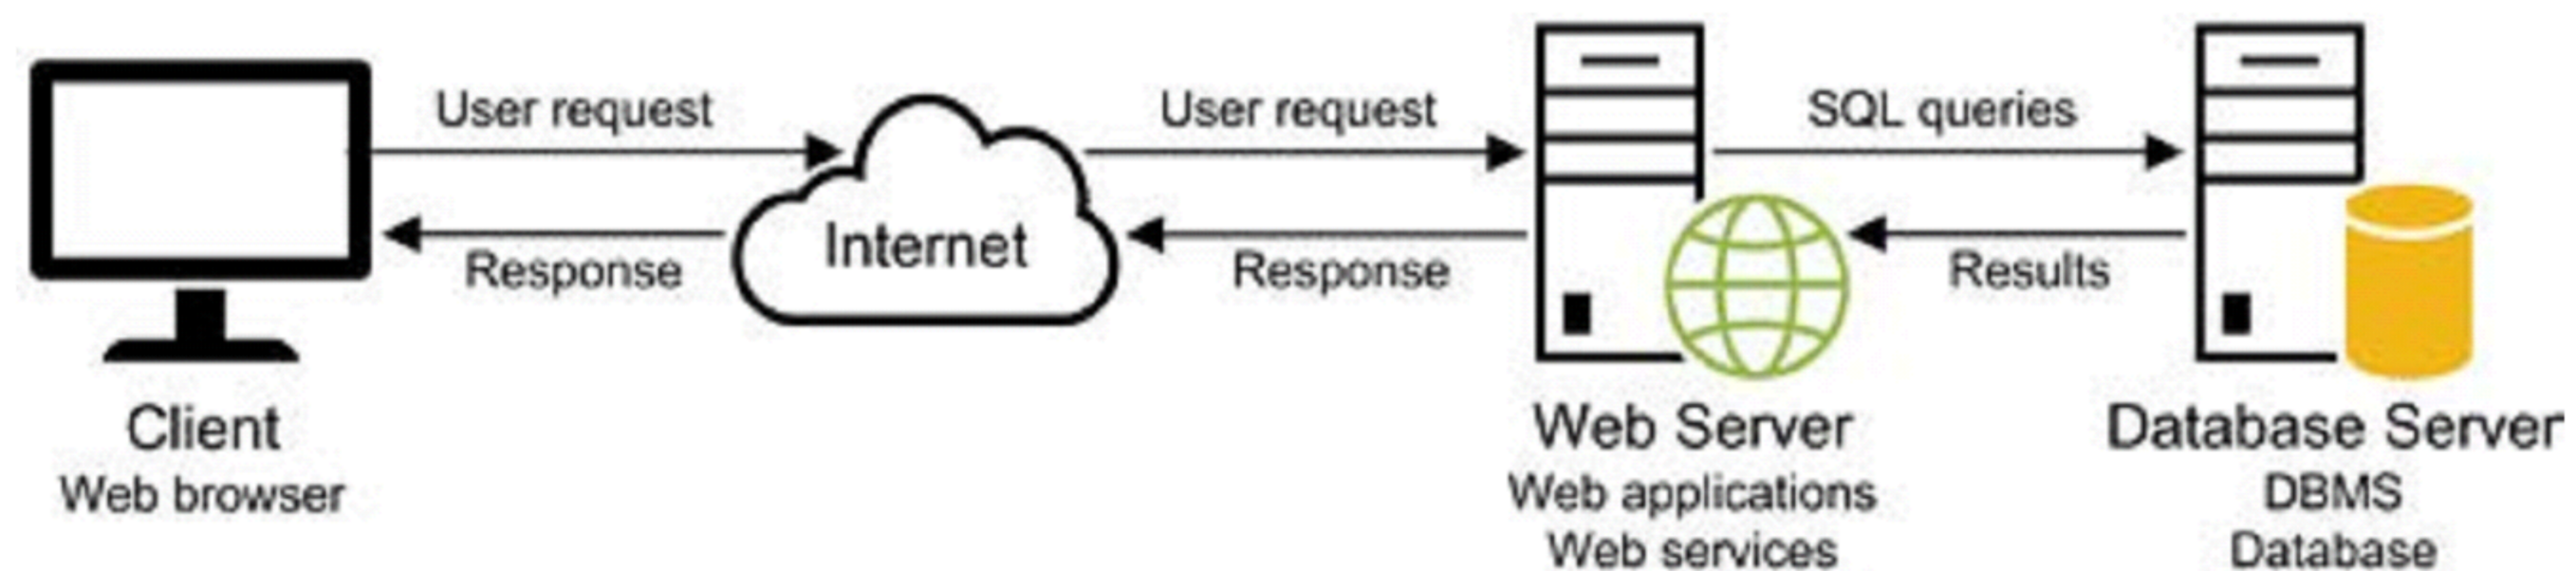 User request
User request
SQL queries
Internet
Response
Response
Results
Client
Web browser
Web Server
Web applications
Web services
Database Server
DBMS
Database